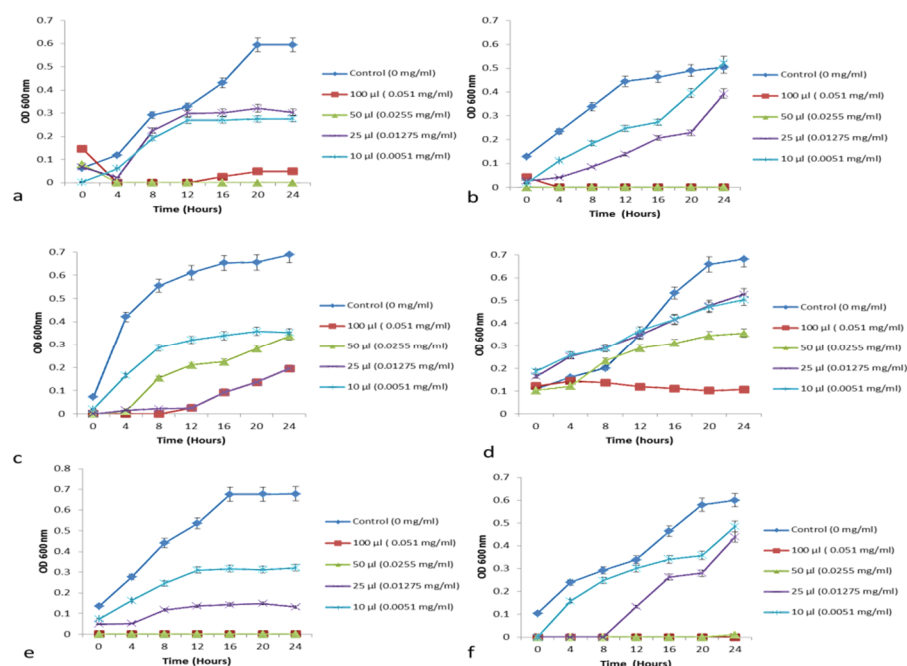 0.7
0.6
0.5
0.4
0.3
0.2
0.1
0
OD 600nm
0 4 8 12 16 20 24
Time (Hours)
Control (0 mg/ml)
100 µl ( 0.051 mg/ml)
50 µl (0.0255 mg/ml)
25 µl (0.01275 mg/ml)
10 µl (0.0051 mg/ml)
a
0.7
0.6
0.5
0.4
0.3
0.2
0.1
0
OD 600nm
0 4 8 12 16 20 24
Time (Hours)
Control (0 mg/ml)
100 µl ( 0.051 mg/ml)
50 µl (0.0255 mg/ml)
25 µl (0.01275 mg/ml)
10 µl (0.0051 mg/ml)
b
0.7
0.6
0.5
0.4
0.3
0.2
0.1
0
OD 600nm
0 4 8 12 16 20 24
Time (Hours)
Control (0 mg/ml)
100 µl ( 0.051 mg/ml)
50 µl (0.0255 mg/ml)
25 µl (0.01275 mg/ml)
10 µl (0.0051 mg/ml)
c
0.7
0.6
0.5
0.4
0.3
0.2
0.1
0
OD 600nm
0 4 8 12 16 20 24
Time (Hours)
Control (0 mg/ml)
100 µl ( 0.051 mg/ml)
50 µl (0.0255 mg/ml)
25 µl (0.01275 mg/ml)
10 µl (0.0051 mg/ml)
d
0.8
0.7
0.6
0.5
0.4
0.3
0.2
0.1
0
OD 600nm
0 4 8 12 16 20 24
Time (Hours)
Control (0 mg/ml)
100 µl ( 0.051 mg/ml)
50 µl (0.0255 mg/ml)
25 µl (0.01275 mg/ml)
10 µl (0.0051 mg/ml)
e
0.7
0.6
0.5
0.4
0.3
0.2
0.1
0
OD 600nm
0 4 8 12 16 20 24
Time (Hours)
Control (0 mg/ml)
100 µl ( 0.051 mg/ml)
50 µl (0.0255 mg/ml)
25 µl (0.01275 mg/ml)
10 µl (0.0051 mg/ml)
f